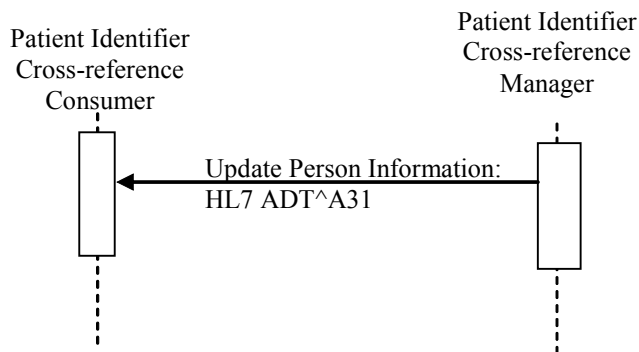 Patient Identifier
Cross-reference
Consumer
Patient Identifier
Cross-reference
Manager
Update Person Information:
HL7 ADT^A31